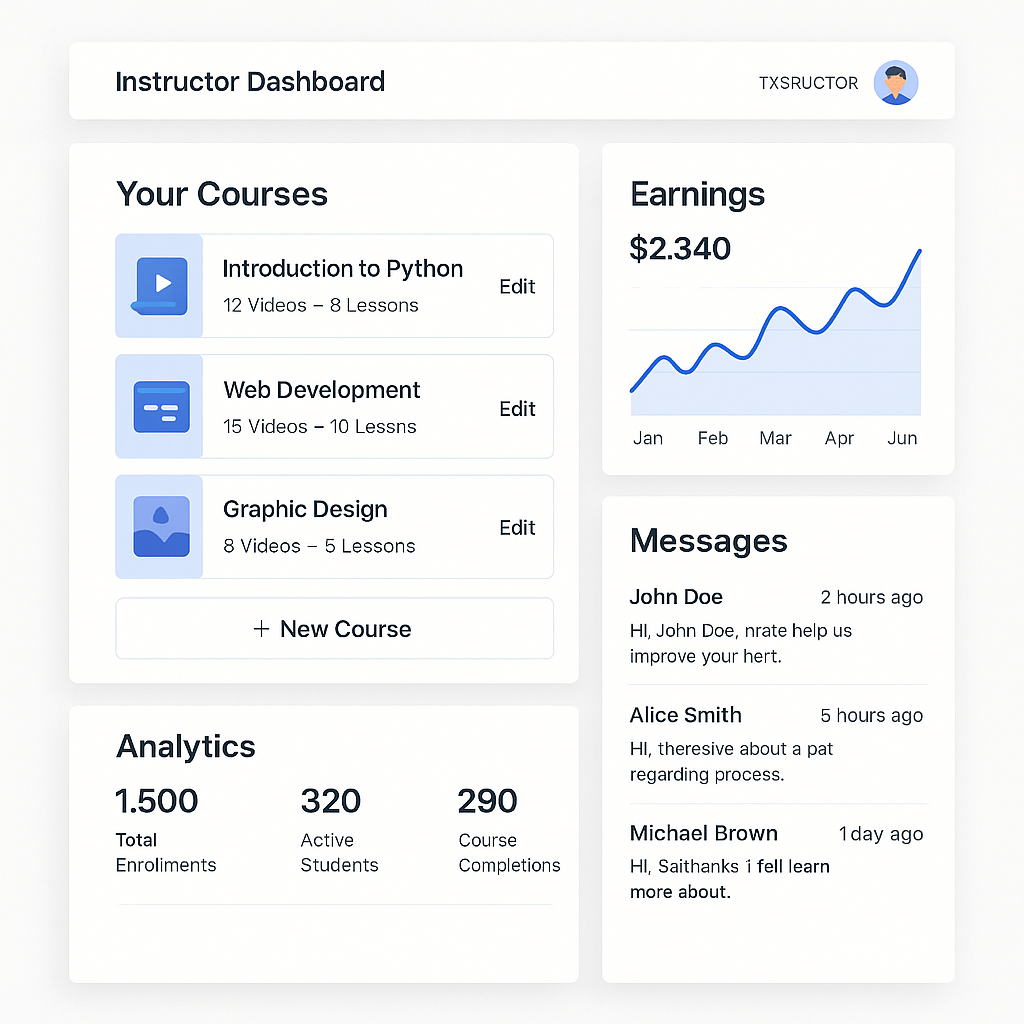 Instructor Dashboard
TXSRUCTOR
Your Courses
Introduction to Python
12 Videos – 8 Lessons
Edit
Web Development
15 Videos – 10 Lessns
Edit
Graphic Design
8 Videos – 5 Lessons
Edit
+ New Course
Earnings
$2.340
Jan Feb Mar Apr Jun
Messages
John Doe 2 hours ago
HI, John Doe, nrate help us
improve your hert.
Alice Smith 5 hours ago
HI, theresive about a pat
regarding process.
Michael Brown 1 day ago
HI, Saithanks i fell learn
more about.
Analytics
1.500
Total
Enroliments
320
Active
Students
290
Course
Completions